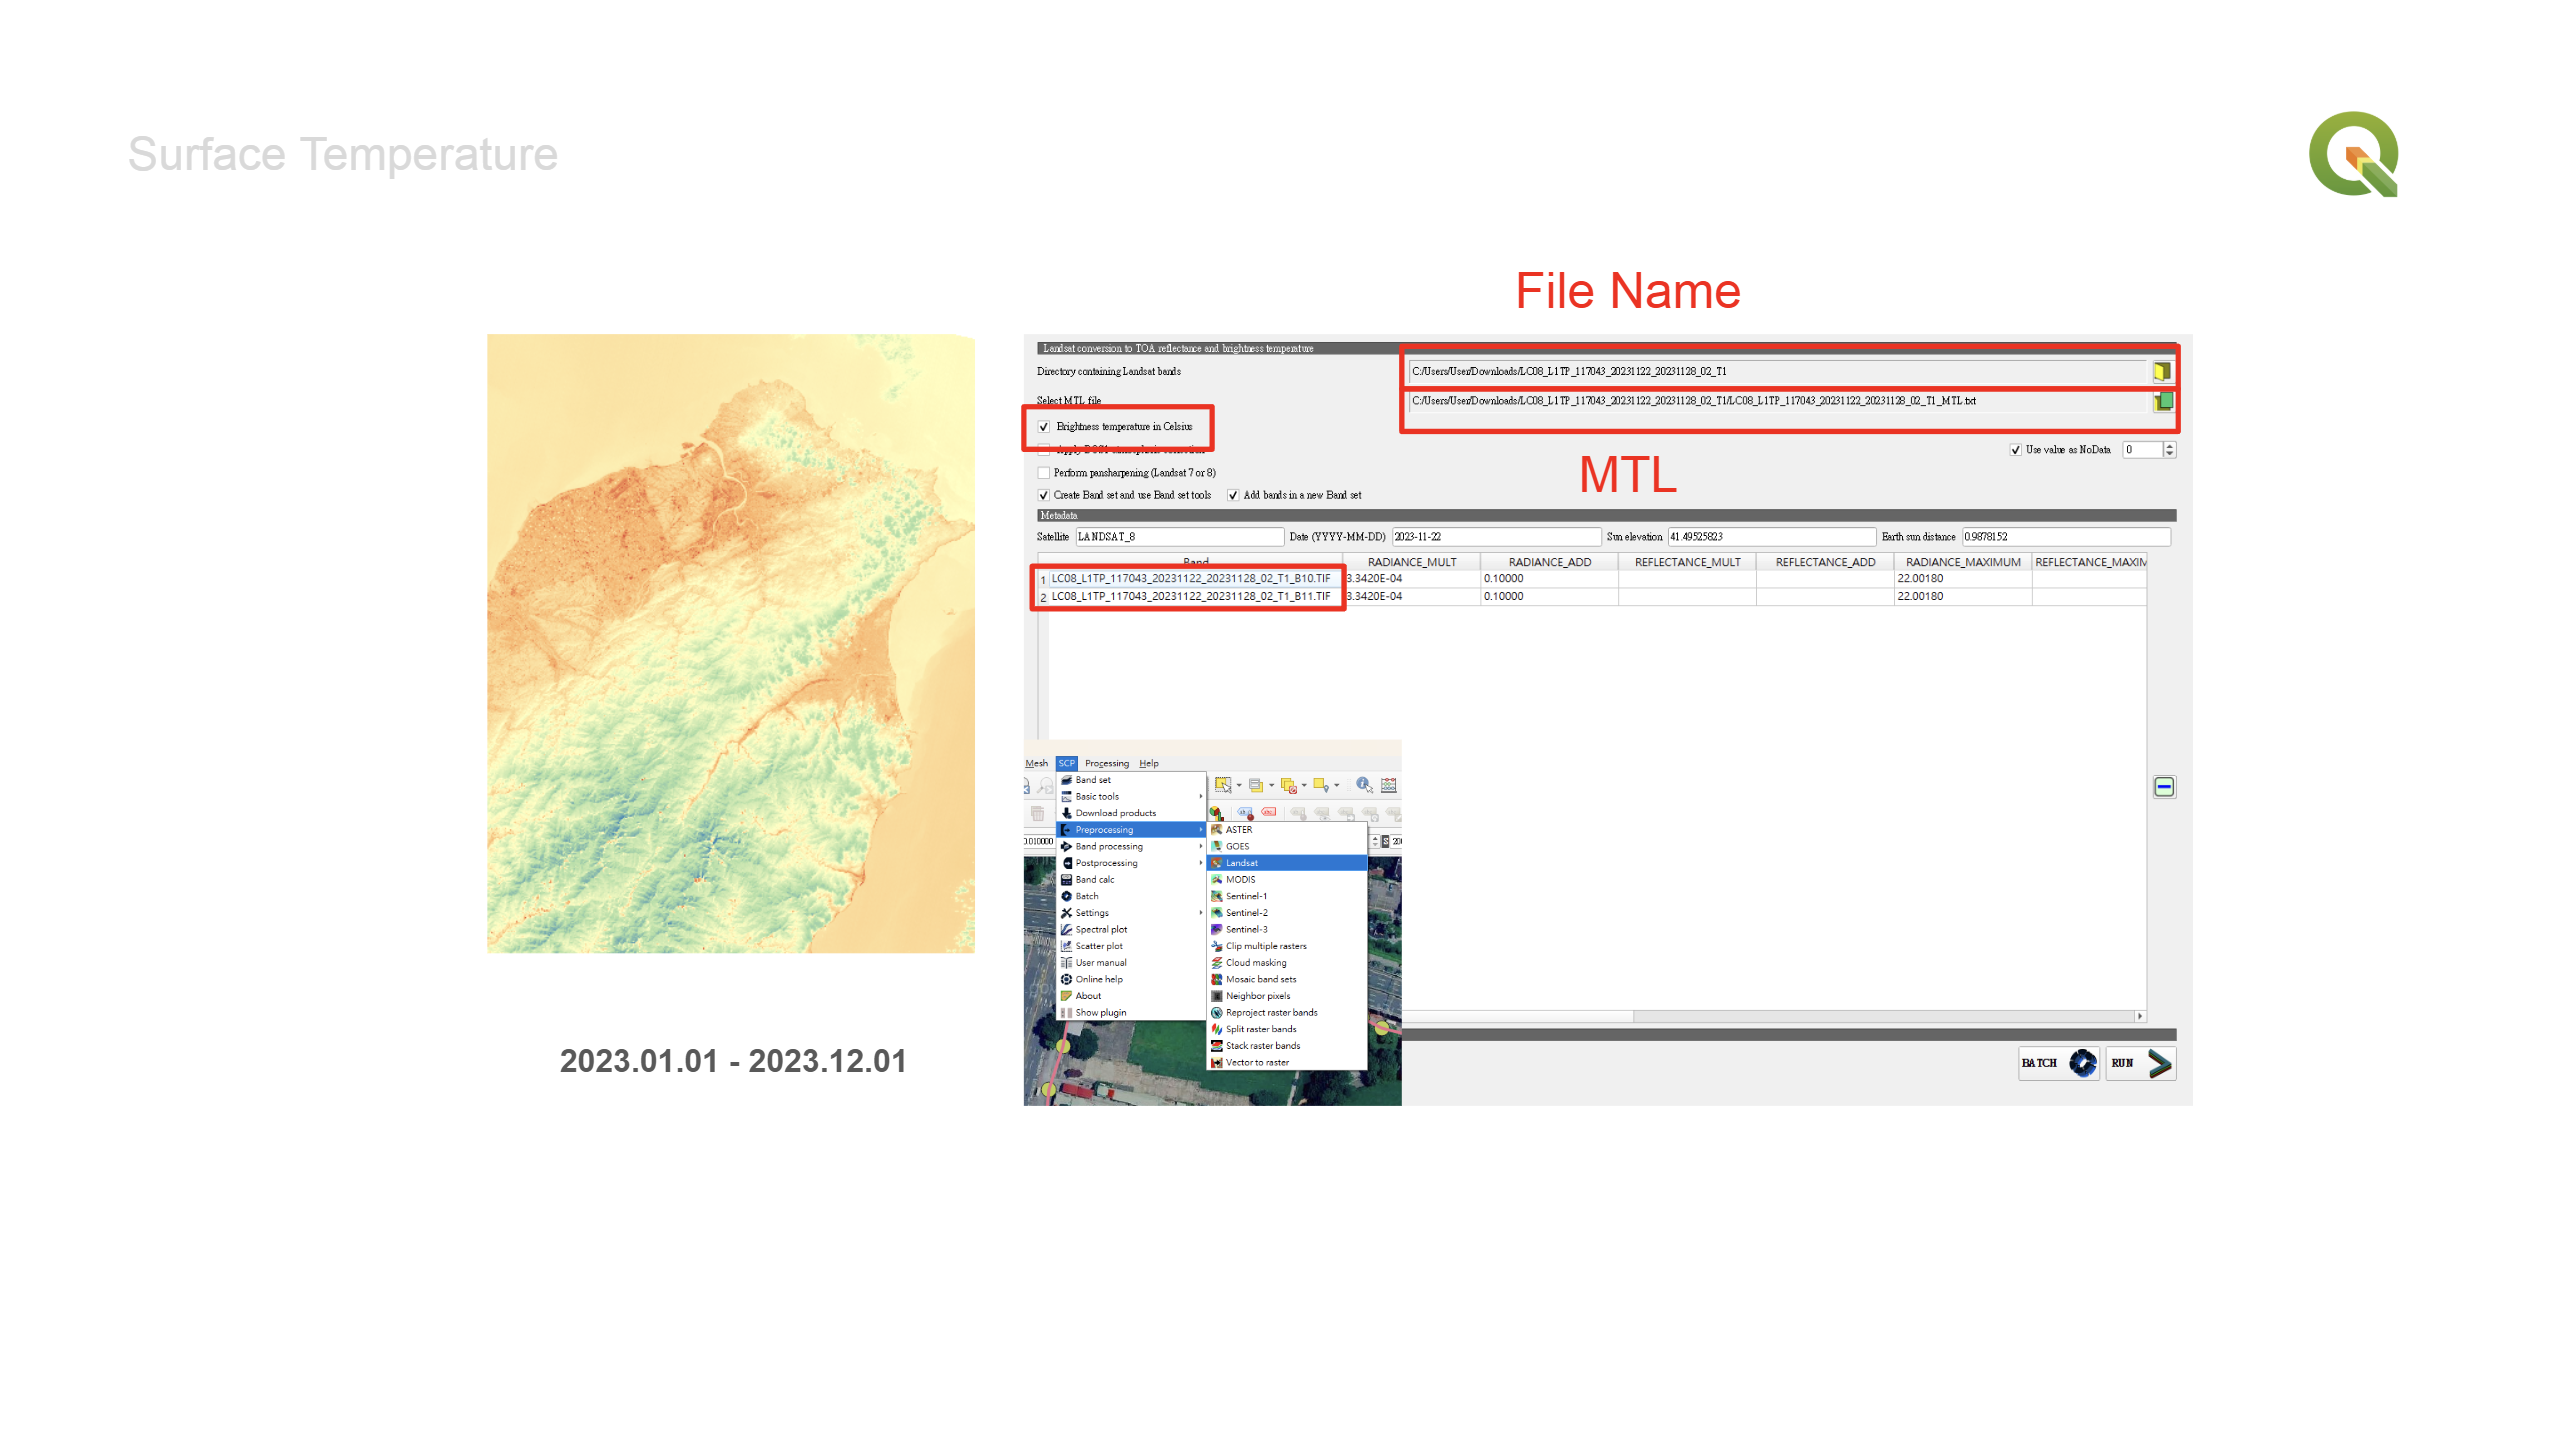 Surface Temperature
File Name
Landsat conversion to TOA reflectance and brightness temperature
Directory containing Landsat bands
C:/Users/User/Downloads/LC08_L1TP_117043_20231122_20231128_02_T1
Select MTL file
C:/Users/User/Downloads/LC08_L1TP_117043_20231122_20231128_02_T1/LC08_L1TP_117043_20231122_20231128_02_T1_MTL.txt
Brightness temperature in Celsius
Use value as NoData 0
MTL
Perform pansharpening (Landsat 7 or 8)
Create Band set and use Band set tools Add bands in a new Band set
Metadata
Satellite LANDSAT_8 Date (YYYY-MM-DD) 2023-11-22 Sun elevation 41.49525823 Earth sun distance 0.9878152
Band RADIANCE_MULT RADIANCE_ADD REFLECTANCE_MULT REFLECTANCE_ADD RADIANCE_MAXIMUM REFLECTANCE_MAXIM
1 LC08_L1TP_117043_20231122_20231128_02_T1_B10.TIF 3.3420E-04 0.10000 22.00180
2 LC08_L1TP_117043_20231122_20231128_02_T1_B11.TIF 3.3420E-04 0.10000 22.00180
Mesh SCP Processing Help
Band set
Basic tools
Download products
Preprocessing
Band processing
Postprocessing
Band calc
Batch
Settings
Spectral plot
Scatter plot
User manual
Online help
About
Show plugin
ASTER
GOES
Landsat
MODIS
Sentinel-1
Sentinel-2
Sentinel-3
Clip multiple rasters
Cloud masking
Mosaic band sets
Neighbor pixels
Reproject raster bands
Split raster bands
Stack raster bands
Vector to raster
BATCH RUN
2023.01.01 - 2023.12.01